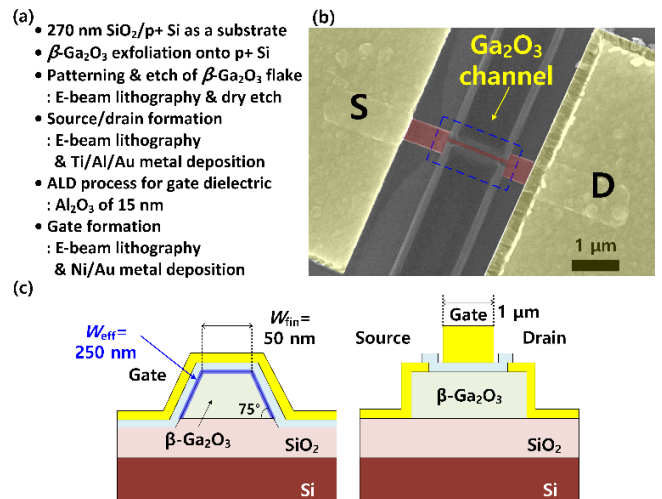 (a)
• 270 nm SiO₂/p+ Si as a substrate
• β-Ga₂O₃ exfoliation onto p+ Si
• Patterning & etch of β-Ga₂O₃ flake
: E-beam lithography & dry etch
• Source/drain formation
: E-beam lithography
& Ti/Al/Au metal deposition
• ALD process for gate dielectric
: Al₂O₃ of 15 nm
• Gate formation
: E-beam lithography
& Ni/Au metal deposition
(b)
Ga₂O₃
channel
S
D
1 μm
(c)
Wfin=
50 nm
Weff=
250 nm
Gate
75°
β-Ga₂O₃
SiO₂
Si
Gate
1 μm
Source
Drain
β-Ga₂O₃
SiO₂
Si